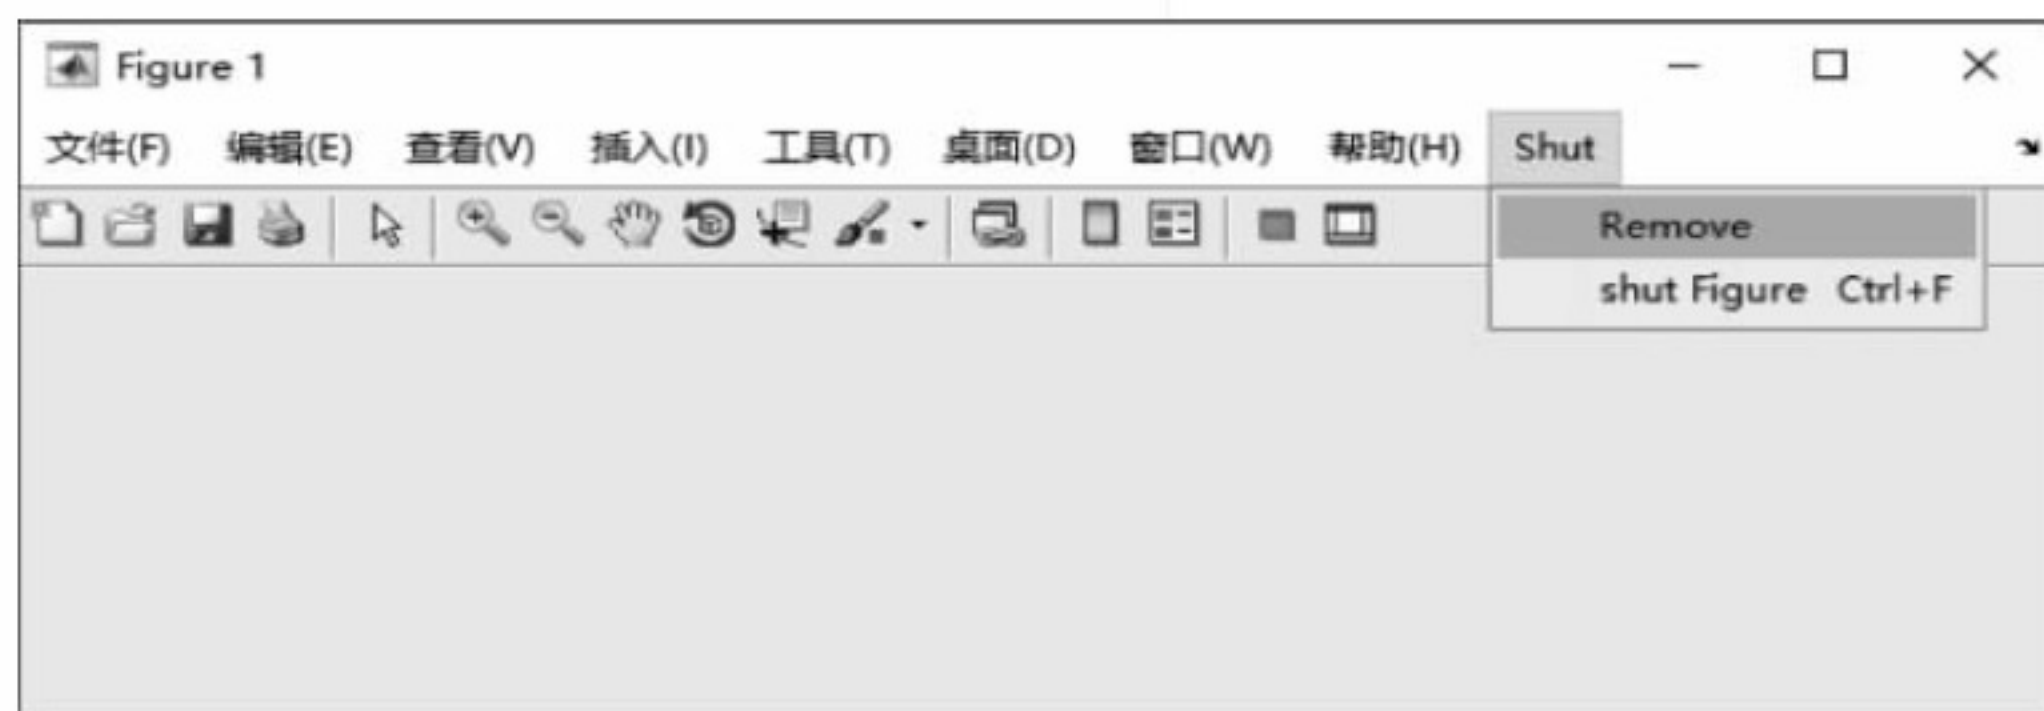 Figure 1
文件(F) 编辑(E) 查看(V) 插入(I) 工具(T) 桌面(D) 窗口(W) 帮助(H) Shut
Remove
shut Figure Ctrl+F